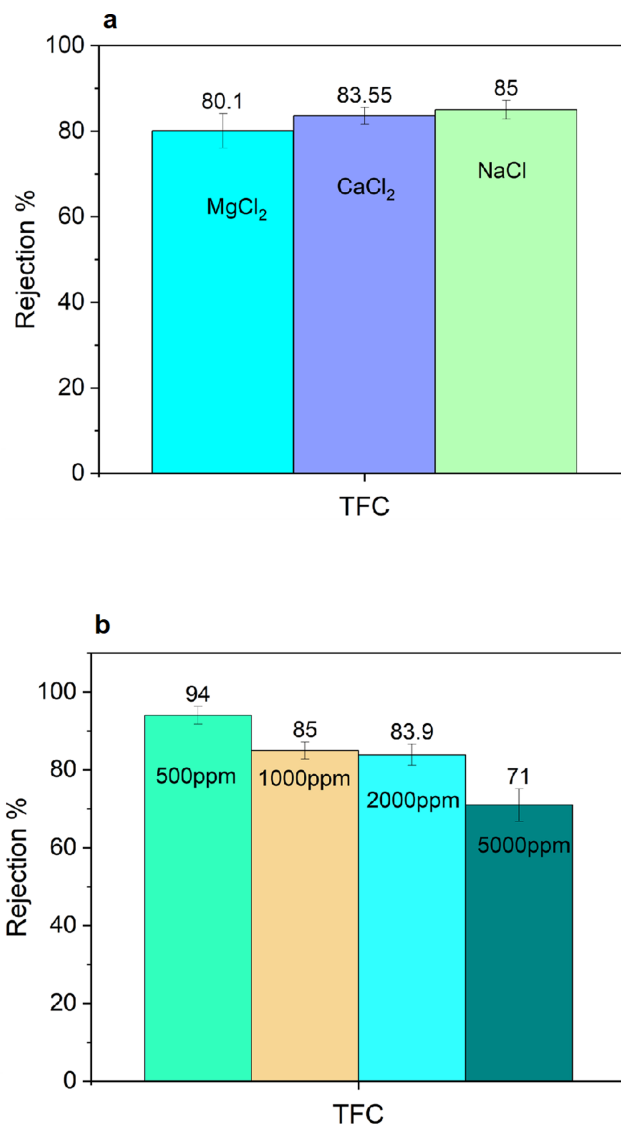 a
100
80
60
40
20
0
Rejection %
80.1
83.55
85
MgCl₂
CaCl₂
NaCl
TFC
b
100
80
60
40
20
0
Rejection %
94
85
83.9
71
500ppm
1000ppm
2000ppm
5000ppm
TFC